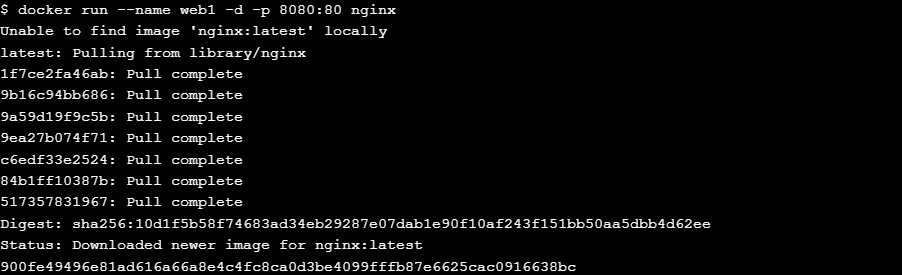 $ docker run --name web1 -d -p 8080:80 nginx
Unable to find image 'nginx:latest' locally
latest: Pulling from library/nginx
1f7ce2fa46ab: Pull complete
9b16c94bb686: Pull complete
9a59d19f9c5b: Pull complete
9ea27b074f71: Pull complete
c6edf33e2524: Pull complete
84b1ff10387b: Pull complete
517357831967: Pull complete
Digest: sha256:10d1f5b58f74683ad34eb29287e07dab1e90f10af243f151bb50aa5dbb4d62ee
Status: Downloaded newer image for nginx:latest
900fe49496e81ad616a66a8e4c4fc8ca0d3be4099fffb87e6625cac0916638bc